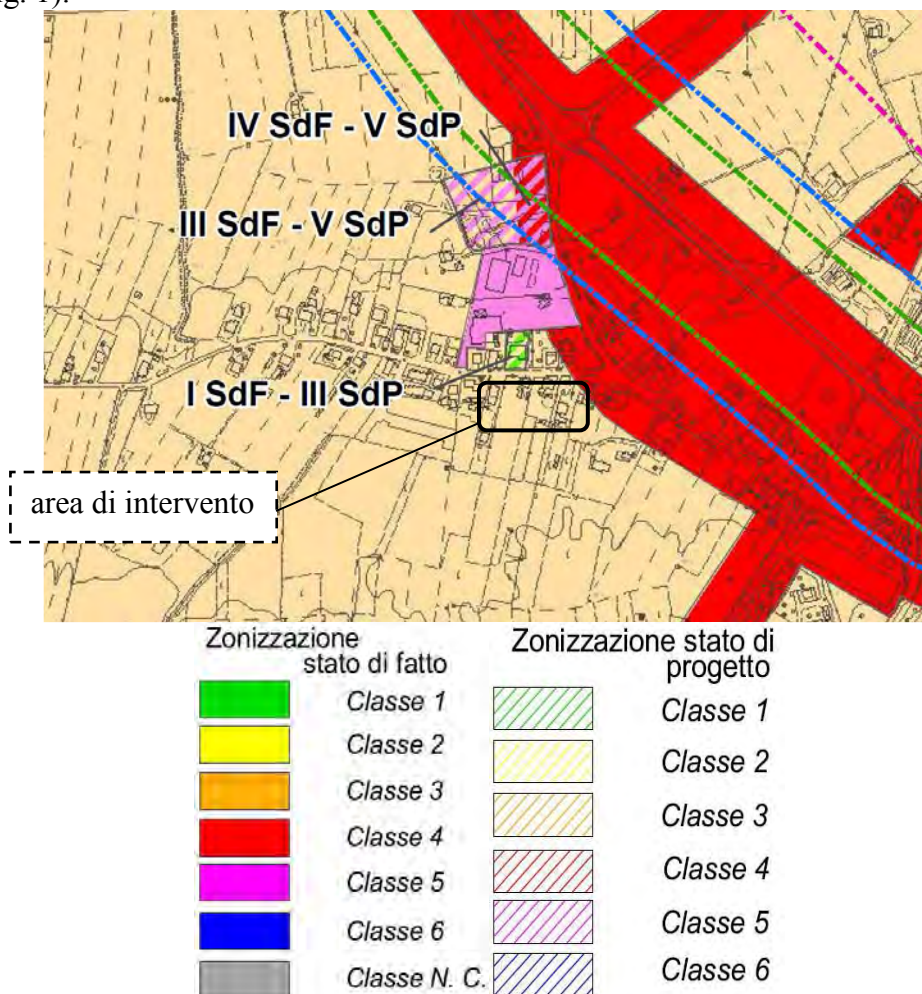 g. 1).
IV SdF - V SdP
III SdF - V SdP
I SdF - III SdP
area di intervento
Zonizzazione
stato di fatto
Classe 1
Classe 2
Classe 3
Classe 4
Classe 5
Classe 6
Classe N. C.
Zonizzazione stato di
progetto
Classe 1
Classe 2
Classe 3
Classe 4
Classe 5
Classe 6